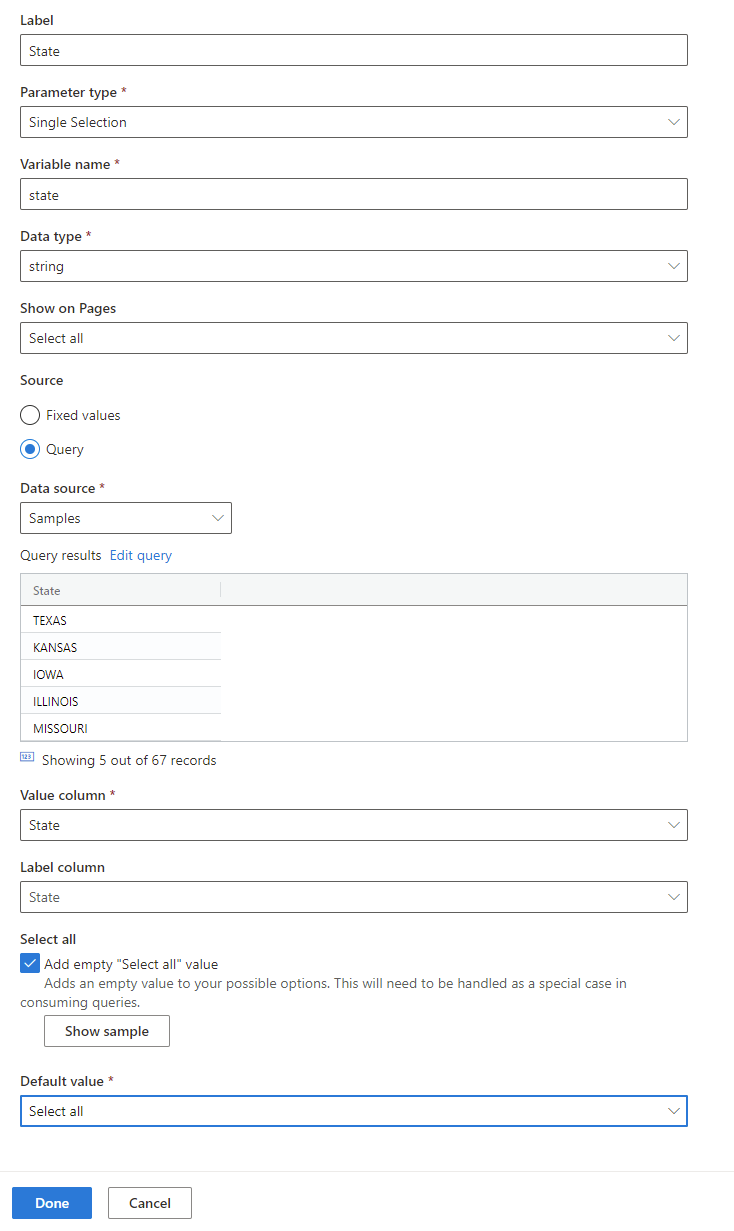 Label
State
Parameter type *
Single Selection
Variable name *
state
Data type *
string
Show on Pages
Select all
Source
Fixed values
Query
Data source *
Samples
Query results Edit query
State
TEXAS
KANSAS
IOWA
ILLINOIS
MISSOURI
123 Showing 5 out of 67 records
Value column *
State
Label column
State
Select all
Add empty "Select all" value
Adds an empty value to your possible options. This will need to be handled as a special case in
consuming queries.
Show sample
Default value *
Select all
Done Cancel